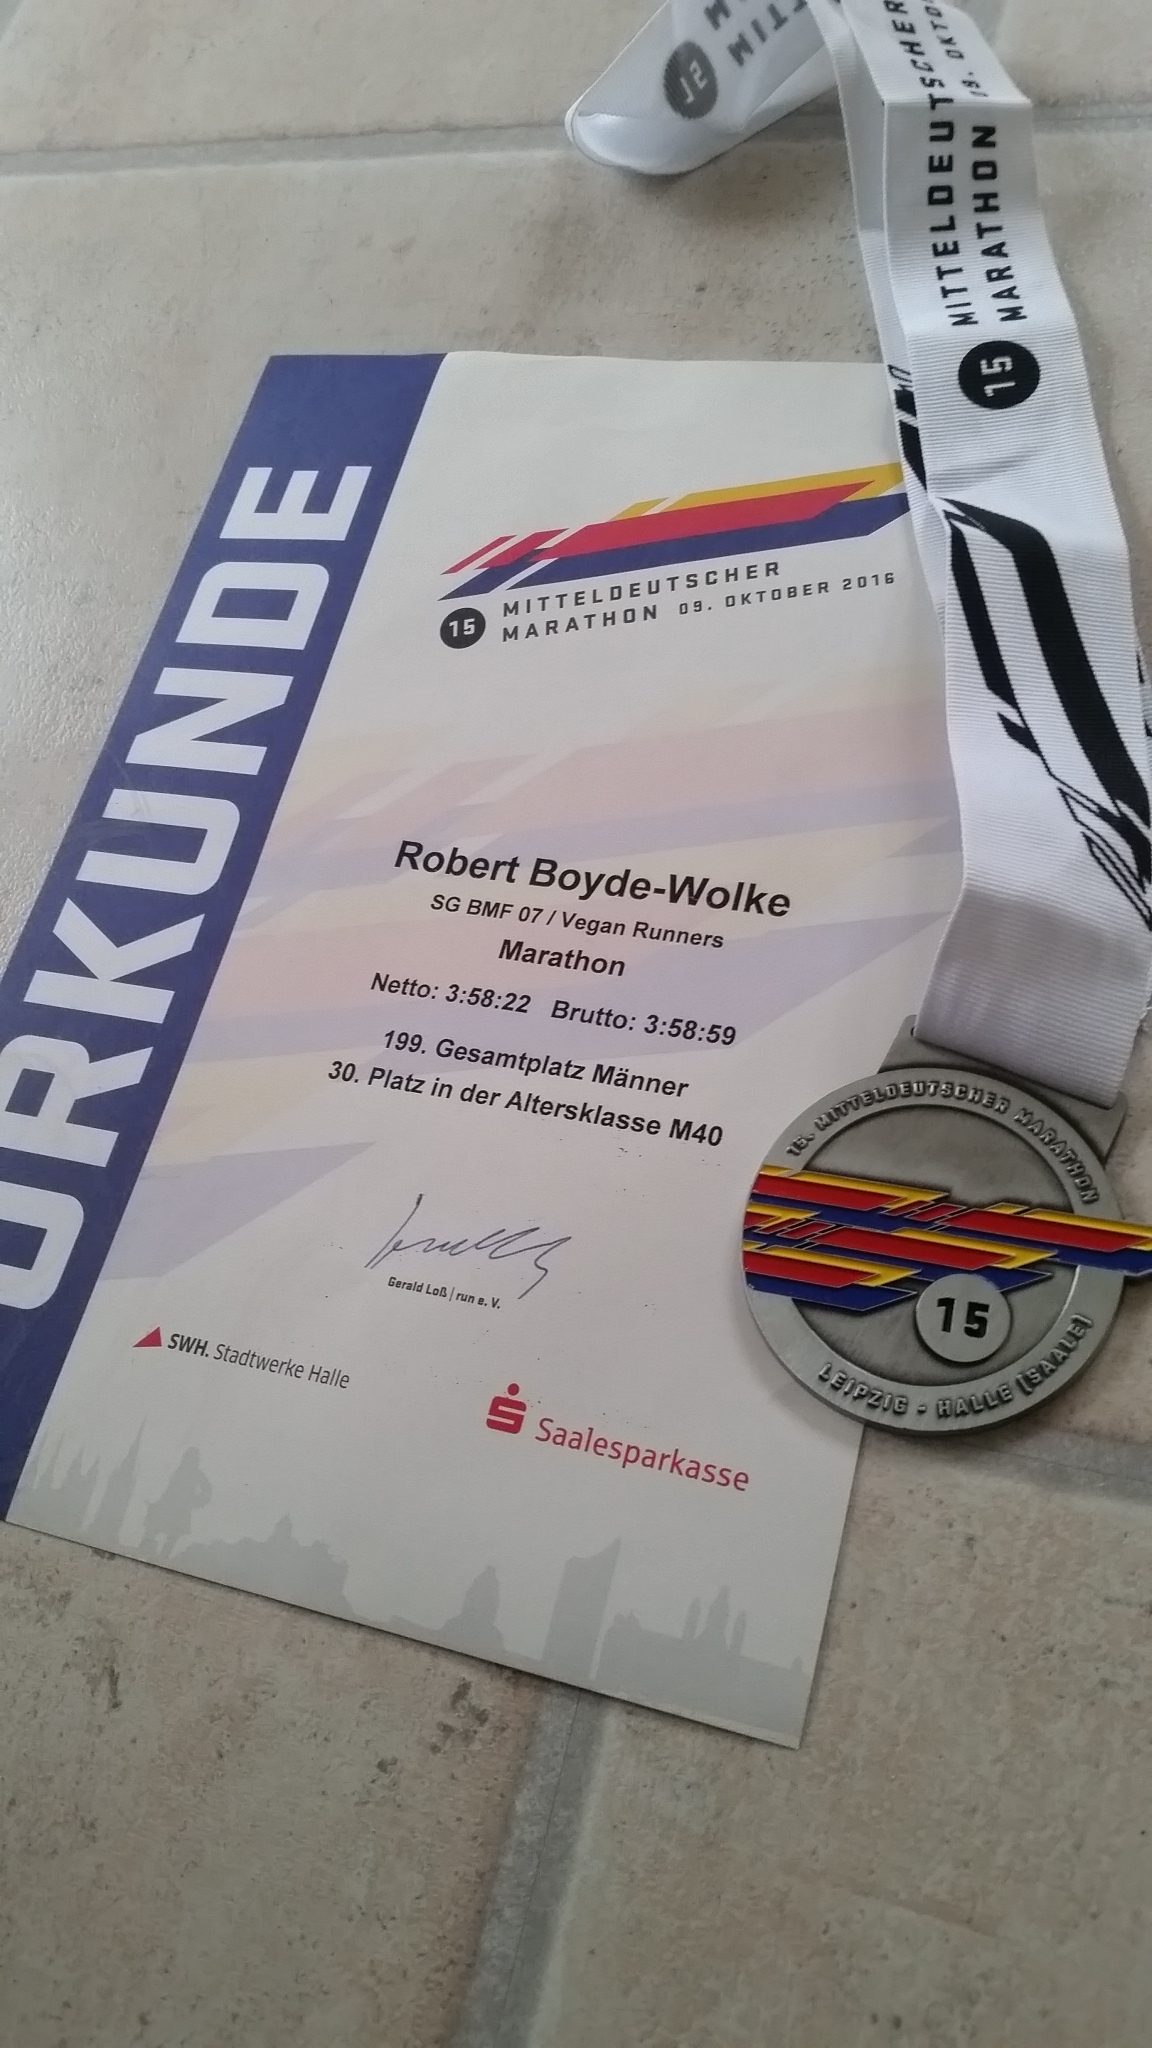 URKUNDE
15 MITTELDEUTSCHER
MARATHON 09. OKTOBER 2016
Robert Boyde-Wolke
SG BMF 07 / Vegan Runners
Marathon
Netto: 3:58:22 Brutto: 3:58:59
199. Gesamtplatz Männer
30. Platz in der Altersklasse M40
Gerald Loß | run e. V.
SWH. Stadtwerke Halle
Saalesparkasse
15 MITTELDEUTSCHER
MARATHON
15. MITTELDEUTSCHER MARATHON
15
LEIPZIG - HALLE (SAALE)